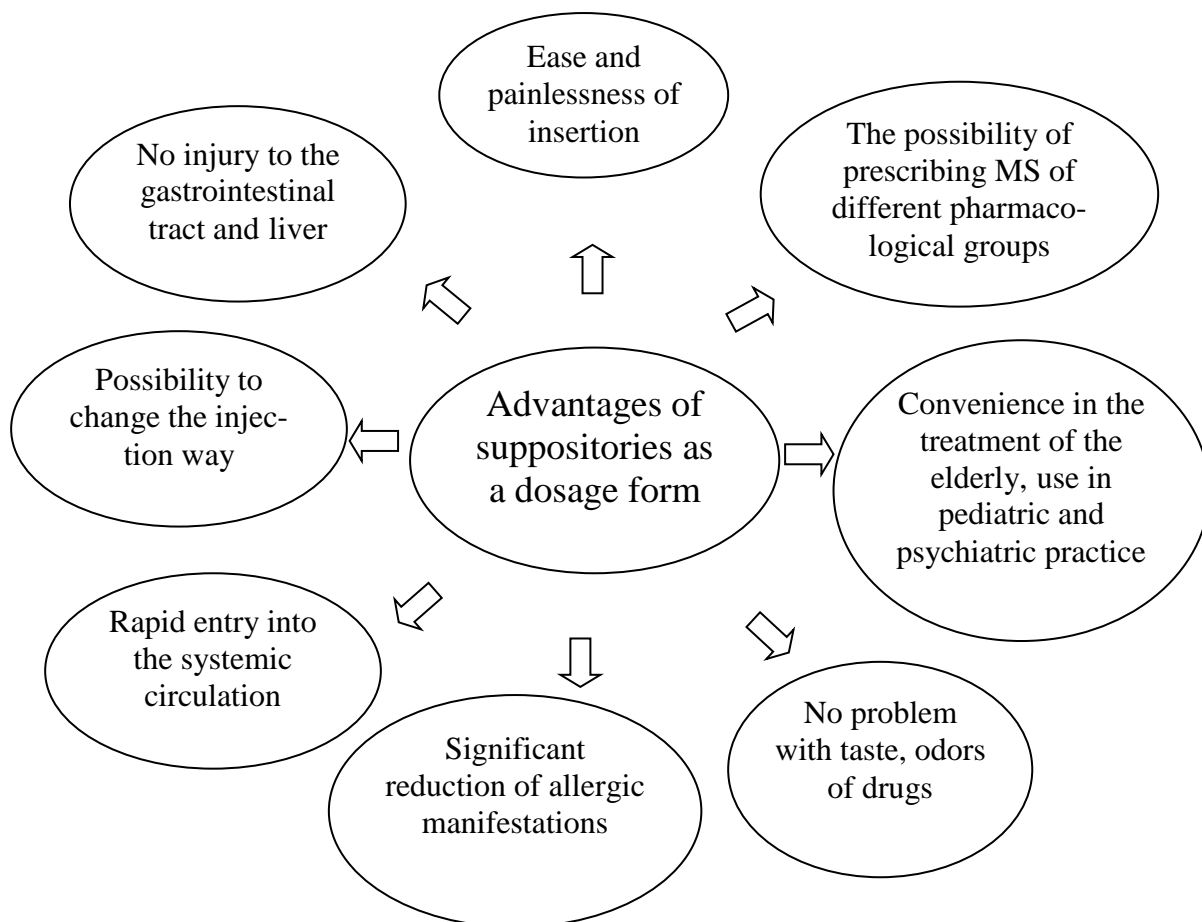 Ease and
painlessness of
insertion
The possibility of
prescribing MS of
different pharmaco-
logical groups
No injury to the
gastrointestinal
tract and liver
Possibility to
change the injec-
tion way
Advantages of
suppositories as
a dosage form
Convenience in the
treatment of the
elderly, use in
pediatric and
psychiatric practice
Rapid entry into
the systemic
circulation
Significant
reduction of allergic
manifestations
No problem
with taste, odors
of drugs